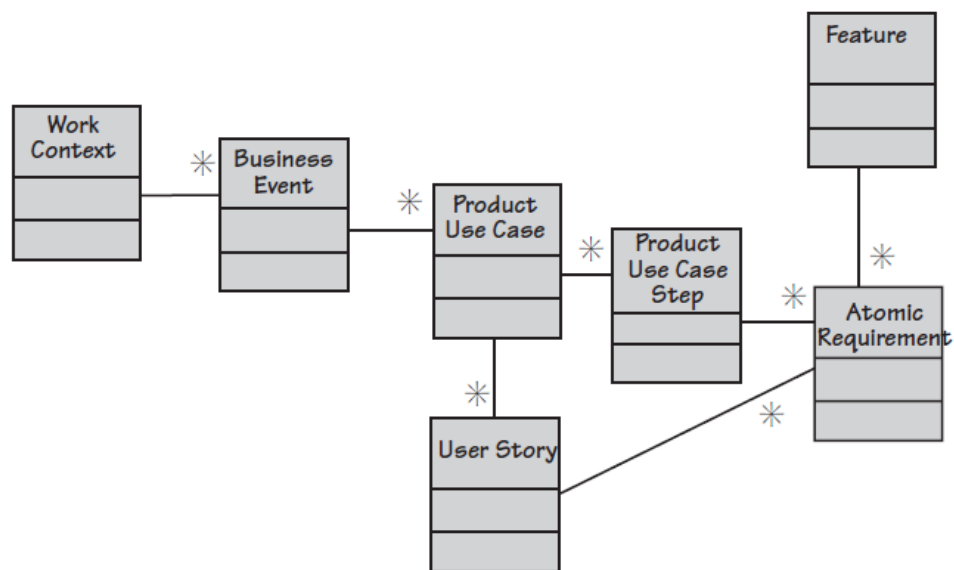 Feature
Work
Context
*
Business
Event
*
Product
Use Case
*
Product
Use Case
Step
*
*
Atomic
Requirement
*
*
User Story